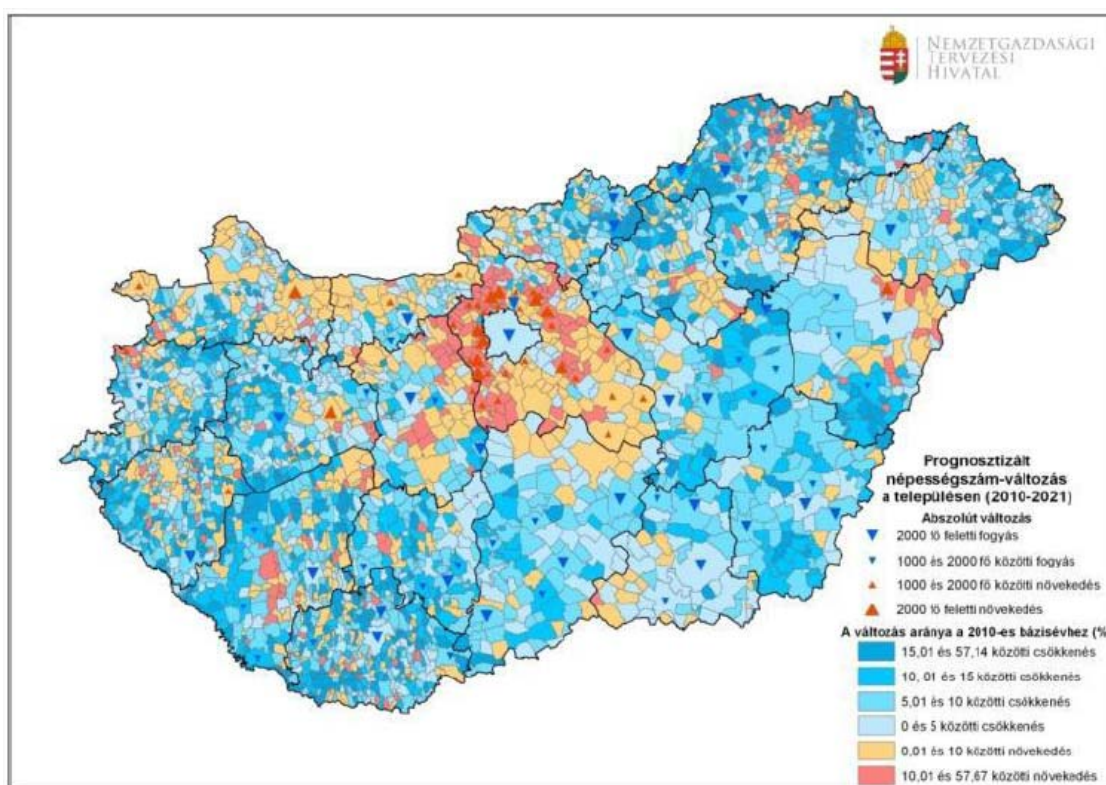 NEMZETGAZDASÁGI
TERVEZÉSI
HIVATAL
Prognosztizált
népességszám-változás
a településen (2010-2021)
Abszolút változás
2000 fő feletti fogyás
1000 és 2000 fő közötti fogyás
1000 és 2000 fő közötti növekedés
2000 fő feletti növekedés
A változás aránya a 2010-es bázisévhez (%
15,01 és 57,14 közötti csökkenés
10, 01 és 15 közötti csökkenés
5,01 és 10 közötti csökkenés
0 és 5 közötti csökkenés
0,01 és 10 közötti növekedés
10,01 és 57,67 közötti növekedés